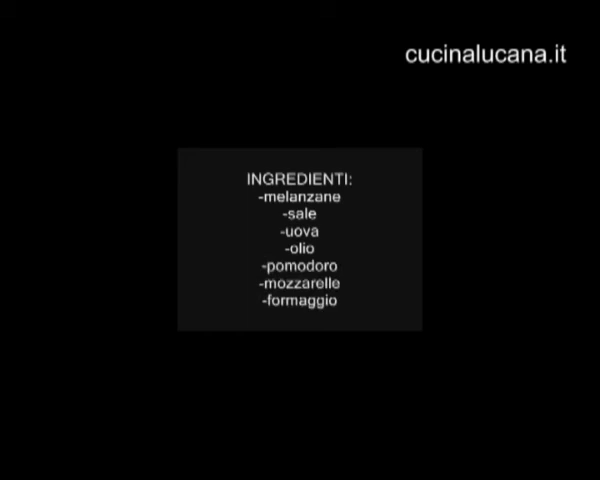 cucinalucana.it
INGREDIENTI:
-melanzane
-sale
-uova
-olio
-pomodoro
-mozzarelle
-formaggio